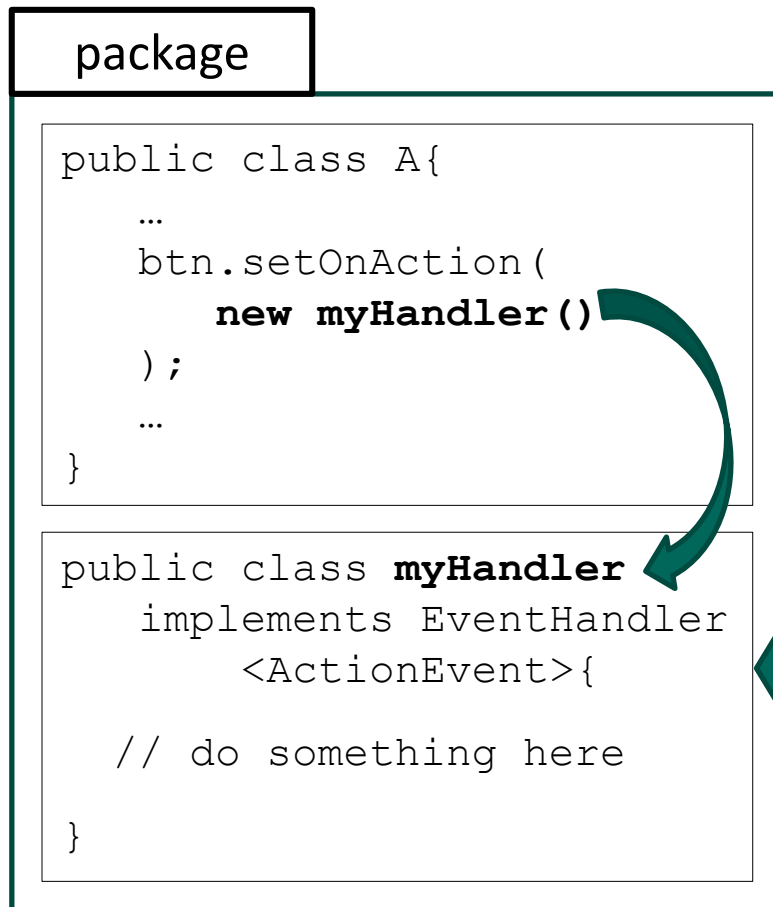 package
public class A{
…
btn.setOnAction(
new myHandler()
);
…
}
public class myHandler
implements EventHandler
<ActionEvent>{
// do something here
}